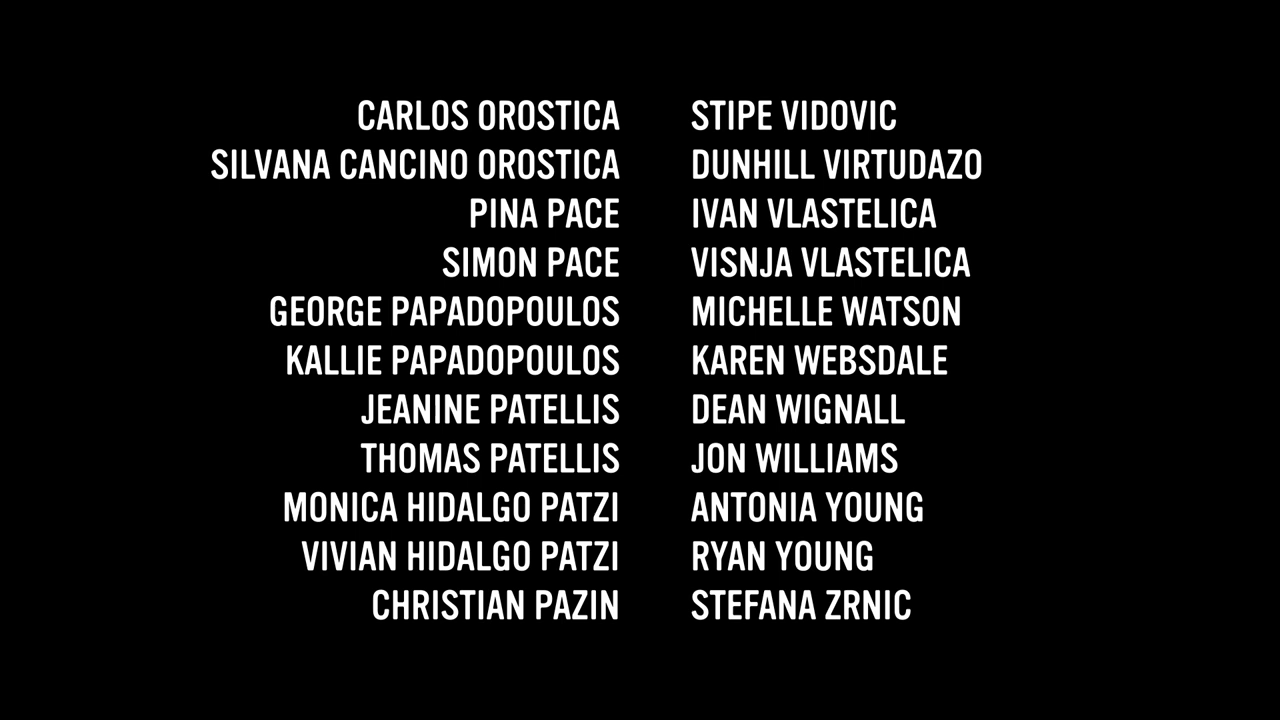 CARLOS OROSTICA
SILVANA CANCINO OROSTICA
PINA PACE
SIMON PACE
GEORGE PAPADOPOULOS
KALLIE PAPADOPOULOS
JEANINE PATELLIS
THOMAS PATELLIS
MONICA HIDALGO PATZI
VIVIAN HIDALGO PATZI
CHRISTIAN PAZIN
STIPE VIDOVIC
DUNHILL VIRTUDAZO
IVAN VLASTELICA
VISNJA VLASTELICA
MICHELLE WATSON
KAREN WEBSDALE
DEAN WIGNALL
JON WILLIAMS
ANTONIA YOUNG
RYAN YOUNG
STEFANA ZRNIC